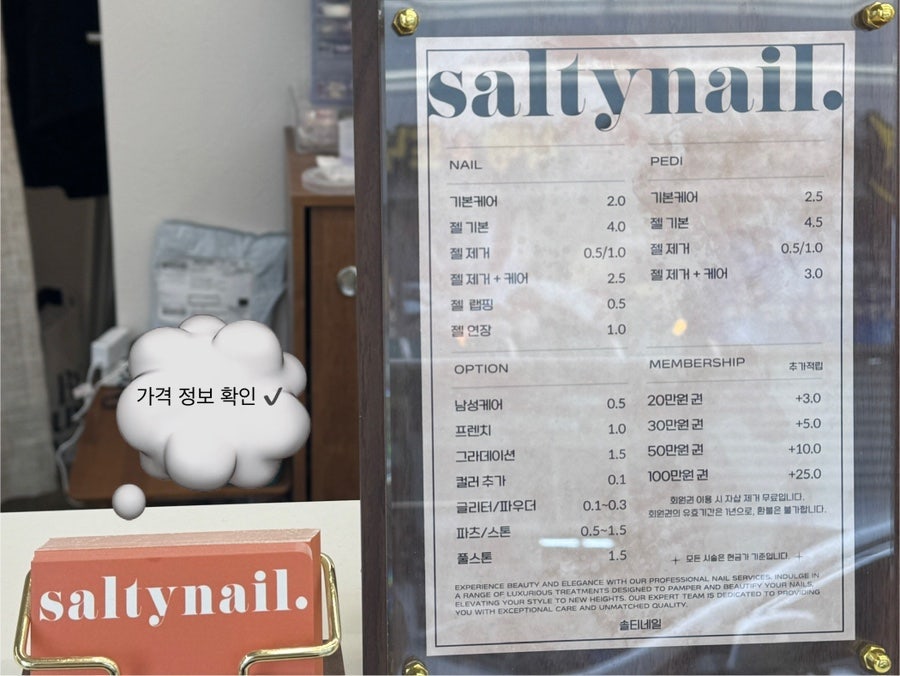 saltynail.
NAIL
기본케어 2.0
젤 기본 4.0
젤 제거 0.5/1.0
젤 제거 + 케어 2.5
젤 랩핑 0.5
젤 연장 1.0
PEDI
기본케어 2.5
젤 기본 4.5
젤 제거 0.5/1.0
젤 제거 + 케어 3.0
OPTION
남성케어 0.5
프렌치 1.0
그라데이션 1.5
컬러 추가 0.1
글리터/파우더 0.1~0.3
파츠/스톤 0.5~1.5
풀스톤 1.5
MEMBERSHIP 추가적립
20만원 권 +3.0
30만원 권 +5.0
50만원 권 +10.0
100만원 권 +25.0
회원권 이용 시 자샵 제거 무료입니다.
회원권의 유효기간은 1년으로, 환불은 불가합니다.
모든 시술은 현금가 기준입니다.
EXPERIENCE BEAUTY AND ELEGANCE WITH OUR PROFESSIONAL NAIL SERVICES. INDULGE IN
A RANGE OF LUXURIOUS TREATMENTS DESIGNED TO PAMPER AND BEAUTIFY YOUR NAILS,
ELEVATING YOUR STYLE TO NEW HEIGHTS. OUR EXPERT TEAM IS DEDICATED TO PROVIDING
YOU WITH EXCEPTIONAL CARE AND UNMATCHED QUALITY.
솔티네일
가격 정보 확인 ✓
saltynail.